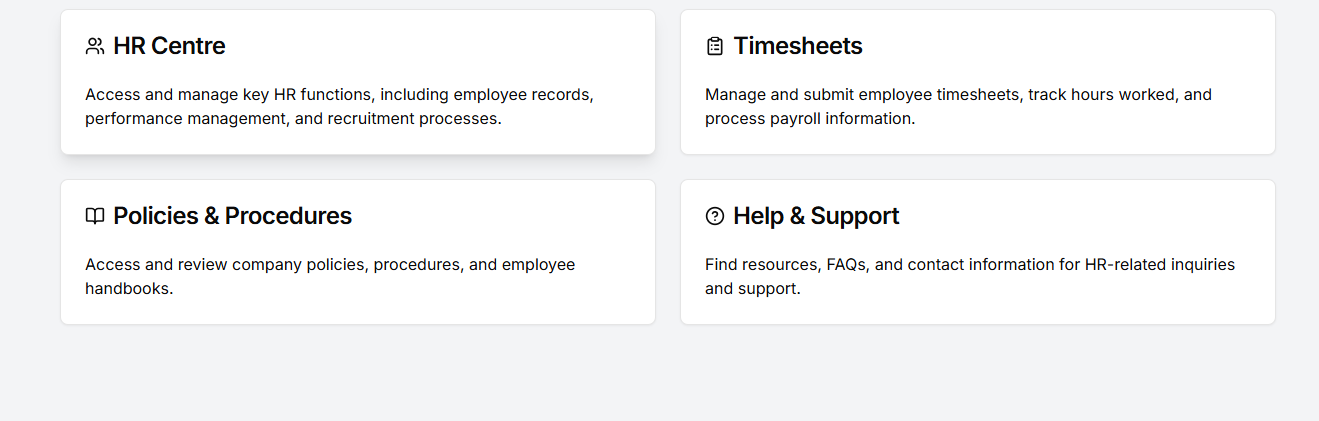 HR Centre
Access and manage key HR functions, including employee records,
performance management, and recruitment processes.
Timesheets
Manage and submit employee timesheets, track hours worked, and
process payroll information.
Policies & Procedures
Access and review company policies, procedures, and employee
handbooks.
Help & Support
Find resources, FAQs, and contact information for HR-related inquiries
and support.